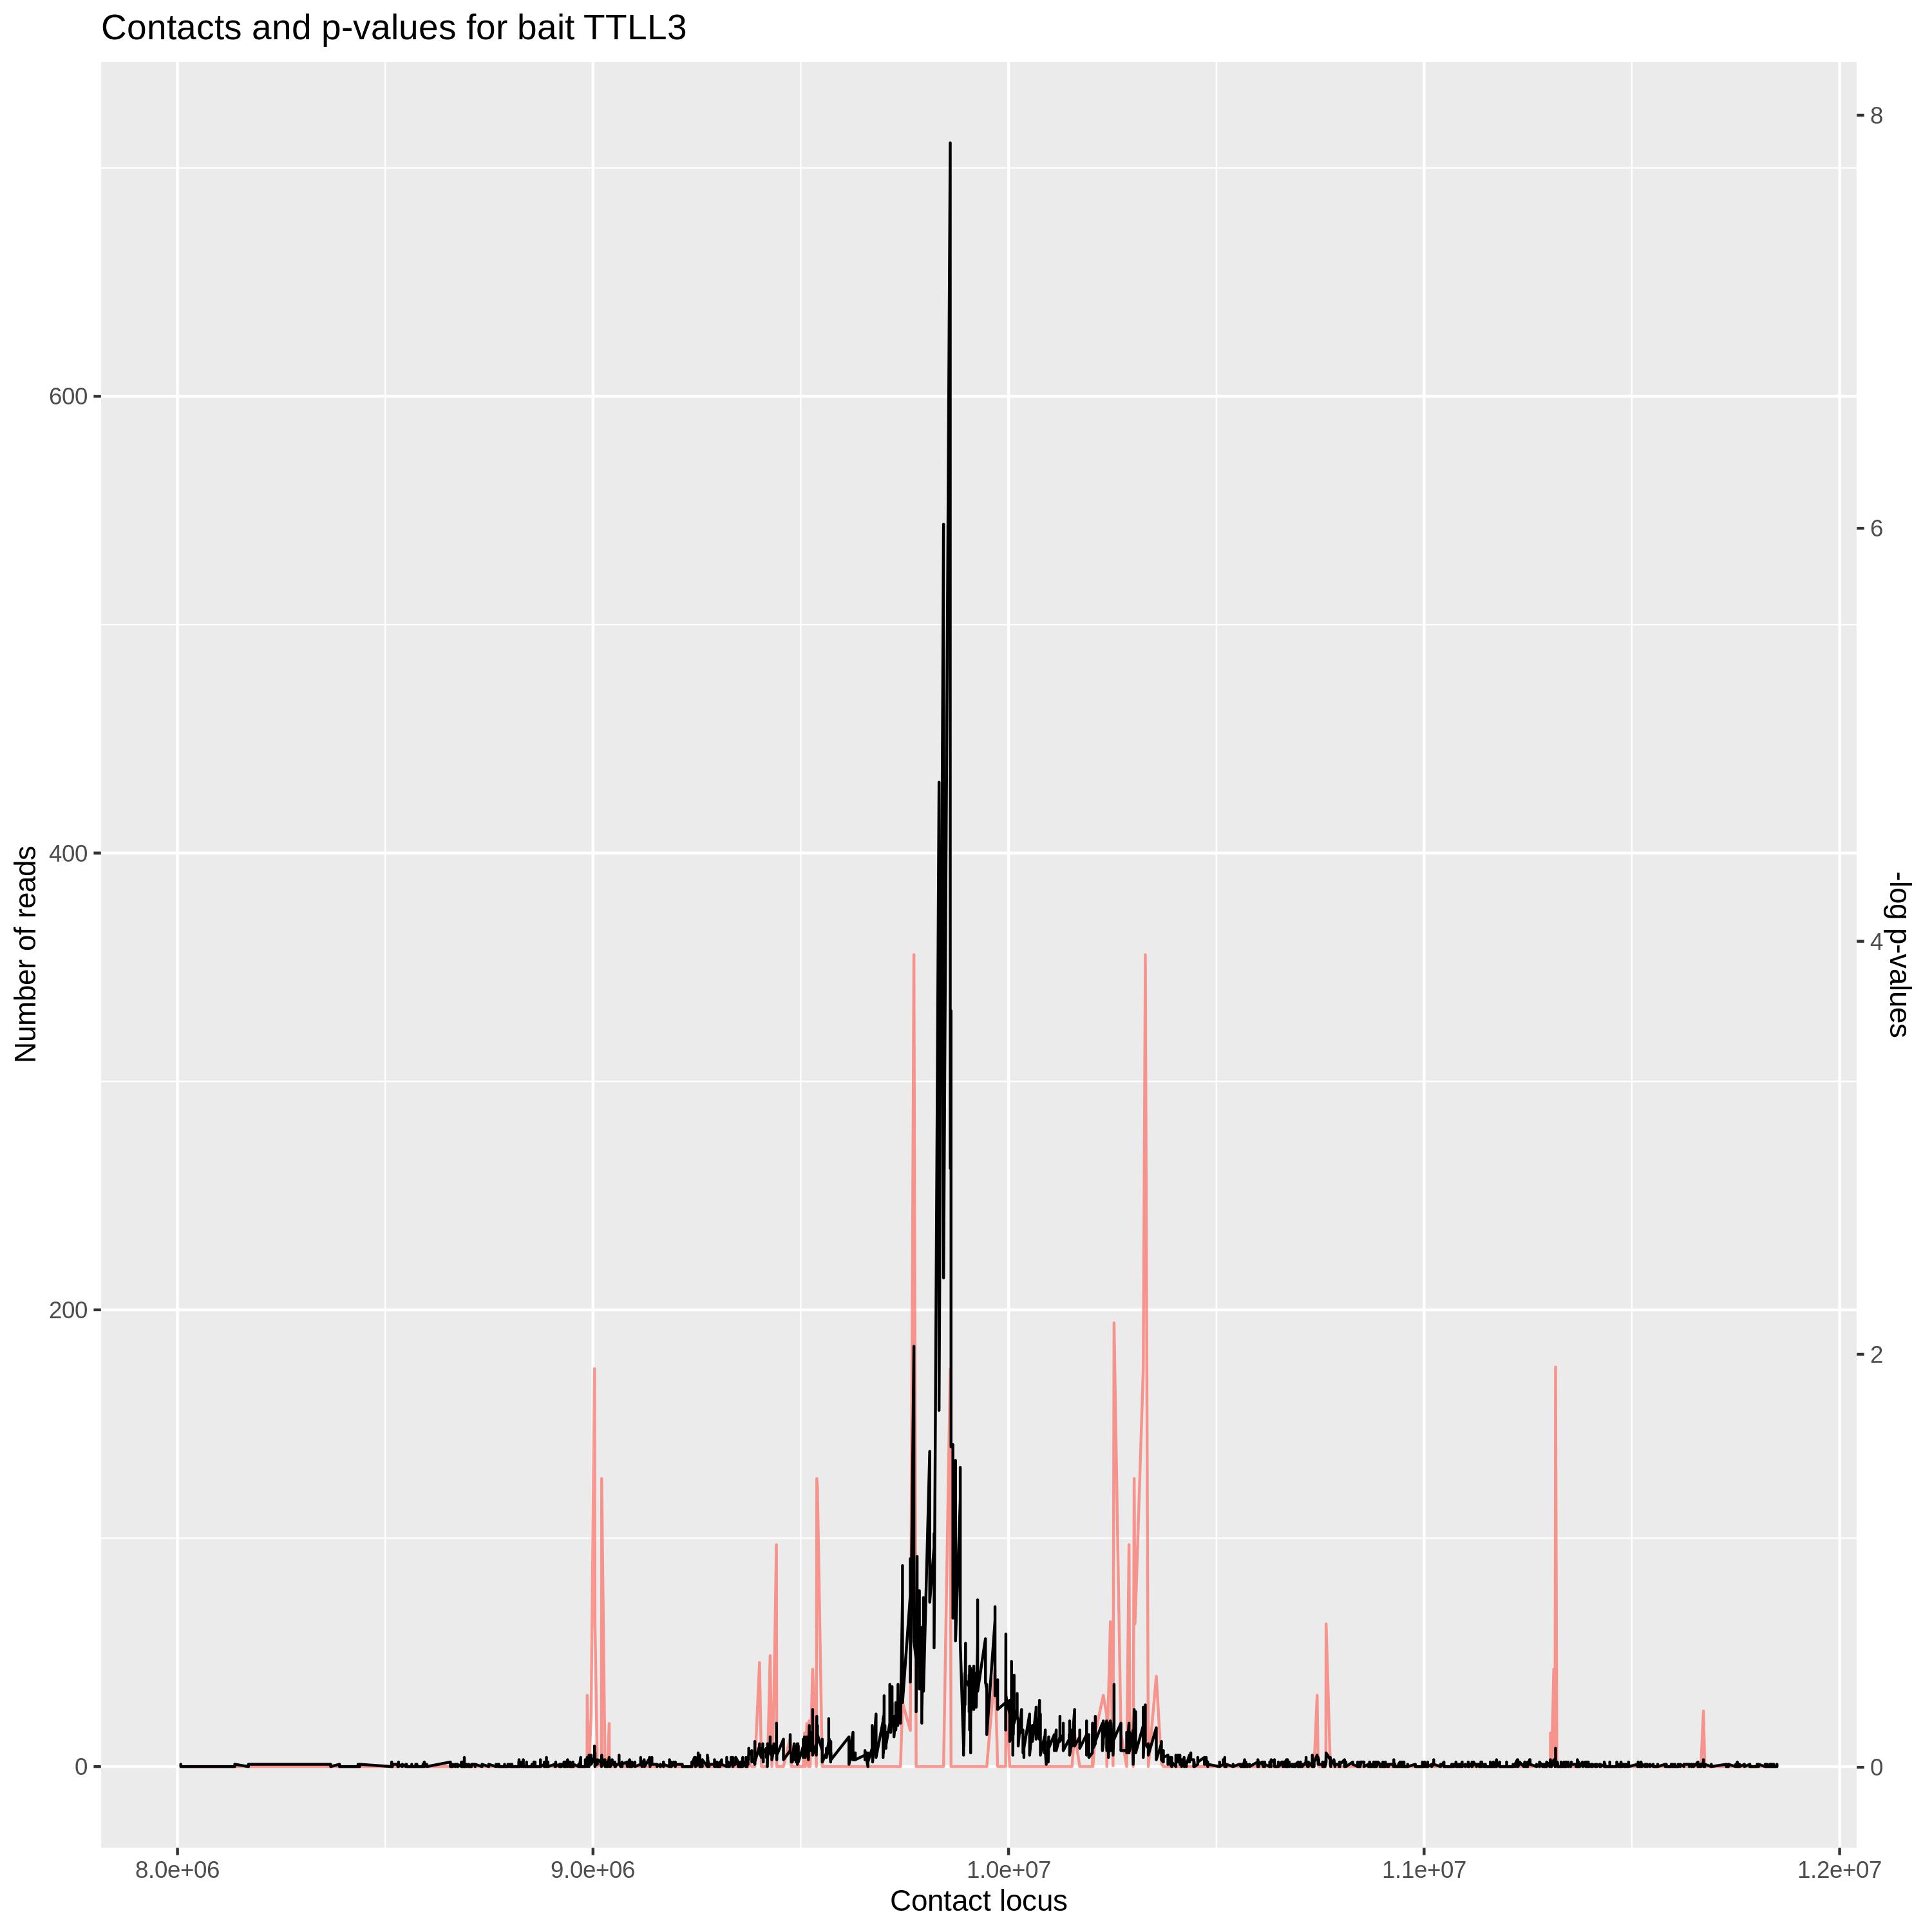 Contacts and p-values for bait TTLL3
8
600
6
400
4
Number of reads
-log p-values
200
2
0
0
8.0e+06 9.0e+06 1.0e+07 1.1e+07 1.2e+07
Contact locus